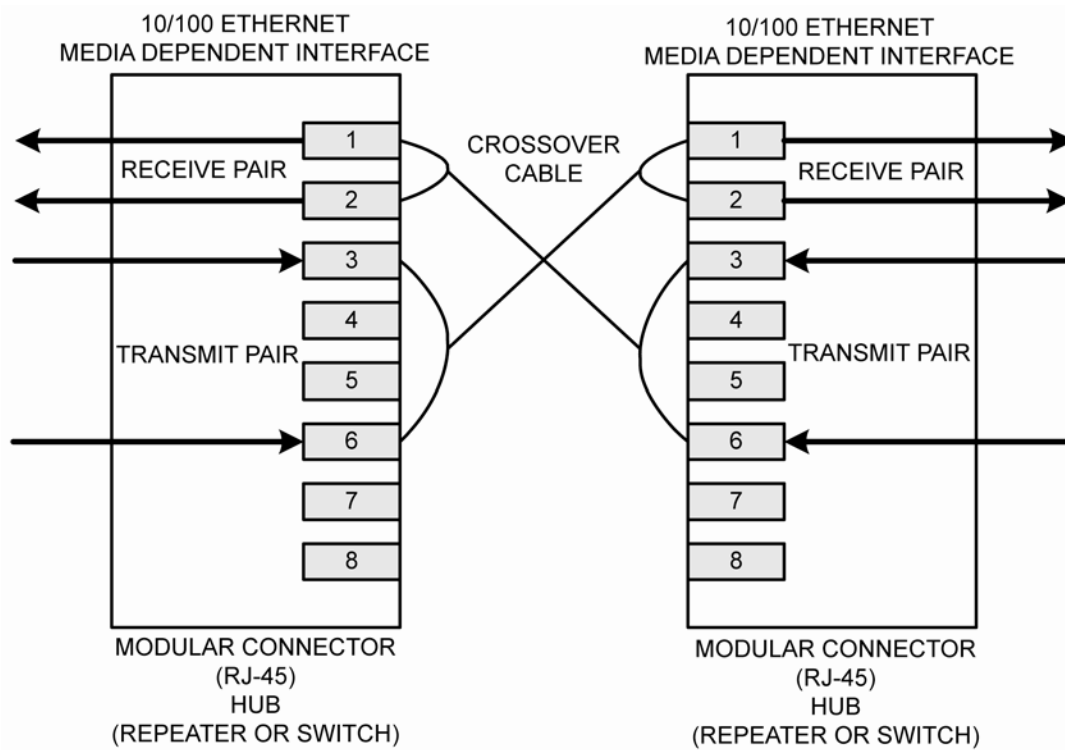 10/100 ETHERNET
MEDIA DEPENDENT INTERFACE
10/100 ETHERNET
MEDIA DEPENDENT INTERFACE
1
RECEIVE PAIR
2
3
4
TRANSMIT PAIR
5
6
7
8
CROSSOVER
CABLE
1
RECEIVE PAIR
2
3
4
TRANSMIT PAIR
5
6
7
8
MODULAR CONNECTOR
(RJ-45)
HUB
(REPEATER OR SWITCH)
MODULAR CONNECTOR
(RJ-45)
HUB
(REPEATER OR SWITCH)